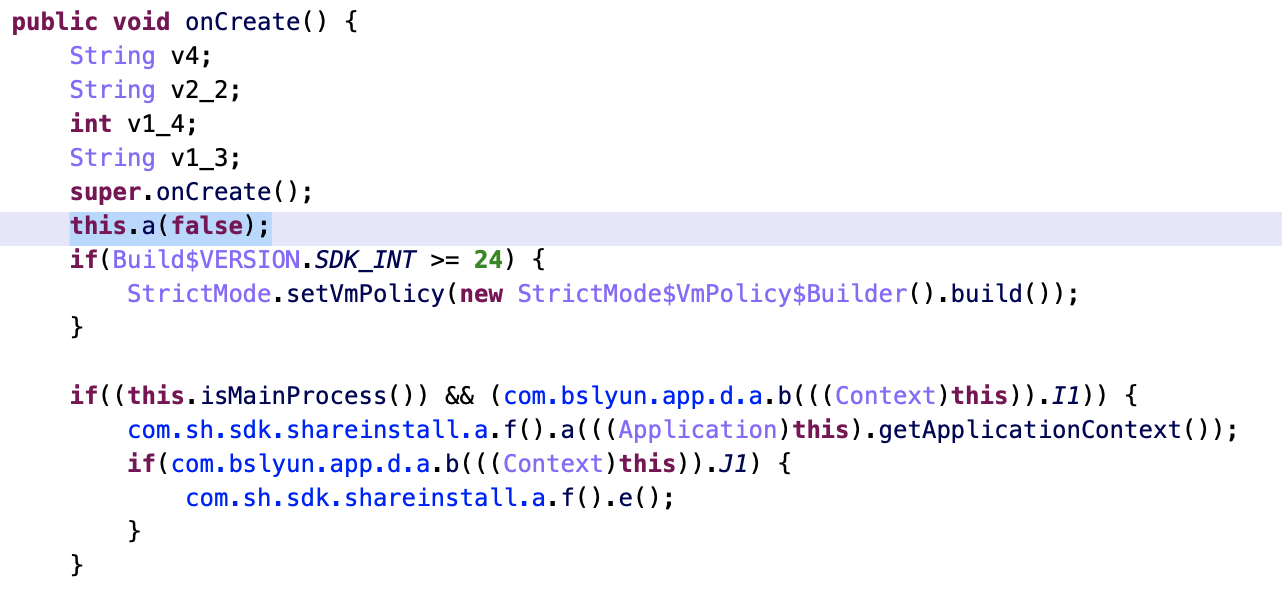 public void onCreate() {
String v4;
String v2_2;
int v1_4;
String v1_3;
super.onCreate();
this.a(false);
if(Build$VERSION.SDK_INT >= 24) {
StrictMode.setVmPolicy(new StrictMode$VmPolicy$Builder().build());
}
if((this.isMainProcess()) && (com.bslyun.app.d.a.b(((Context)this)).I1)) {
com.sh.sdk.shareinstall.a.f().a(((Application)this).getApplicationContext());
if(com.bslyun.app.d.a.b(((Context)this)).J1) {
com.sh.sdk.shareinstall.a.f().e();
}
}